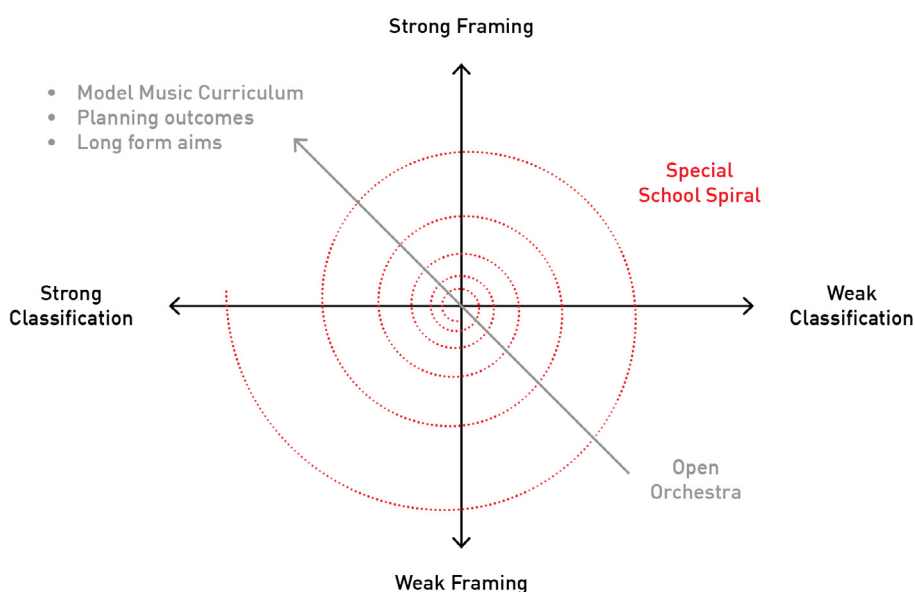 Strong Framing
• Model Music Curriculum
• Planning outcomes
• Long form aims
Special
School Spiral
Strong
Classification
Weak
Classification
Open
Orchestra
Weak Framing